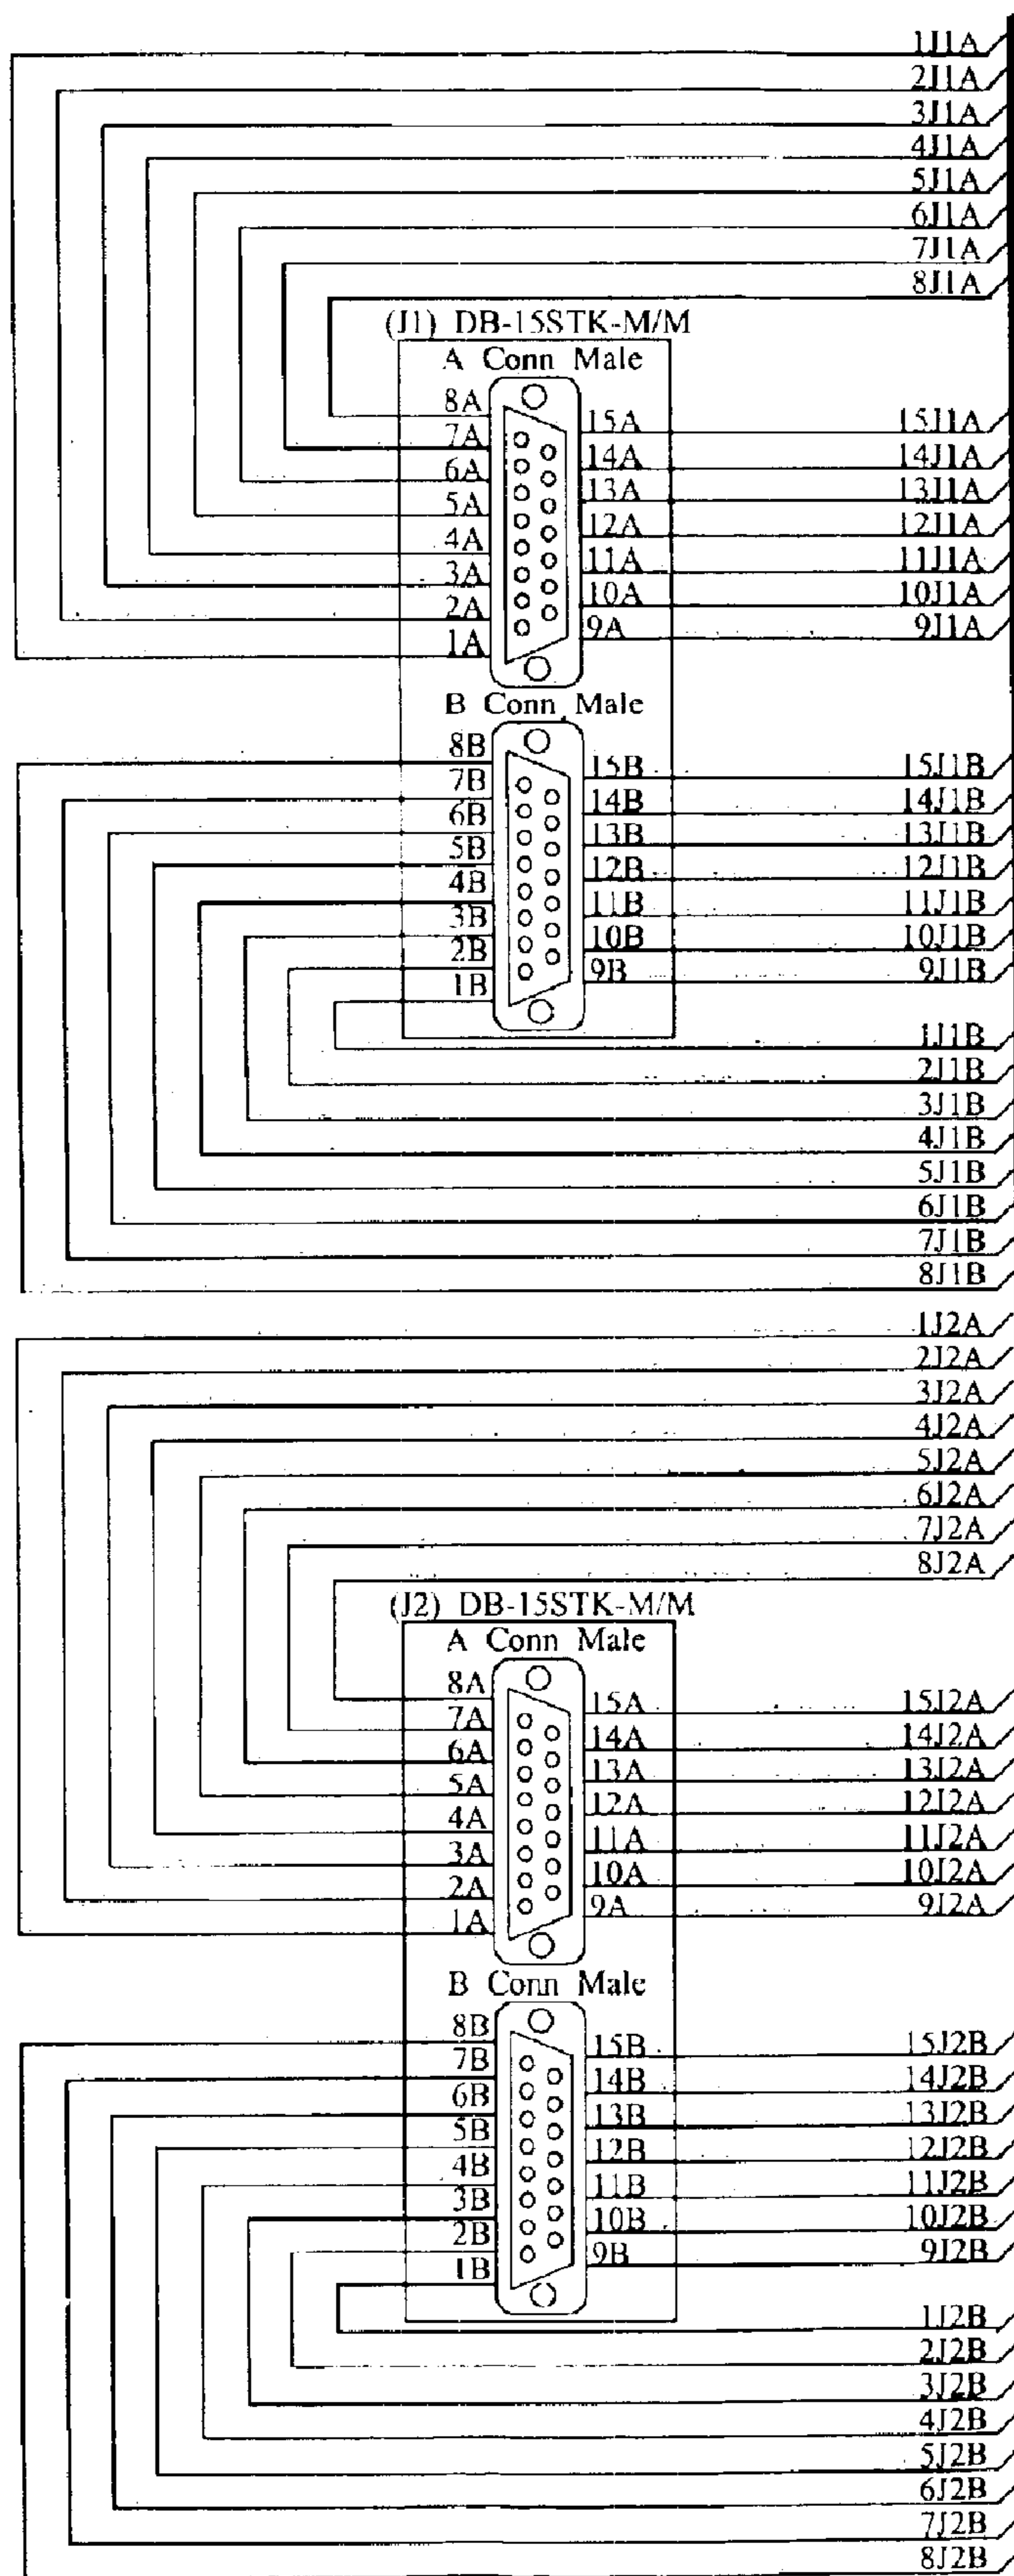 1J1A
2J1A
3J1A
4J1A
5J1A
6J1A
7J1A
8J1A
(J1) DB-15STK-M/M
A Conn Male
8A
15A 15J1A
7A
14A 14J1A
6A
13A 13J1A
5A
12A 12J1A
4A
11A 11J1A
3A
10A 10J1A
2A
9A 9J1A
1A
B Conn Male
8B
15B 15J1B
7B
14B 14J1B
6B
13B 13J1B
5B
12B 12J1B
4B
11B 11J1B
3B
10B 10J1B
2B
9B 9J1B
1B
1J1B
2J1B
3J1B
4J1B
5J1B
6J1B
7J1B
8J1B
1J2A
2J2A
3J2A
4J2A
5J2A
6J2A
7J2A
8J2A
(J2) DB-15STK-M/M
A Conn Male
8A
15A 15J2A
7A
14A 14J2A
6A
13A 13J2A
5A
12A 12J2A
4A
11A 11J2A
3A
10A 10J2A
2A
9A 9J2A
1A
B Conn Male
8B
15B 15J2B
7B
14B 14J2B
6B
13B 13J2B
5B
12B 12J2B
4B
11B 11J2B
3B
10B 10J2B
2B
9B 9J2B
1B
1J2B
2J2B
3J2B
4J2B
5J2B
6J2B
7J2B
8J2B